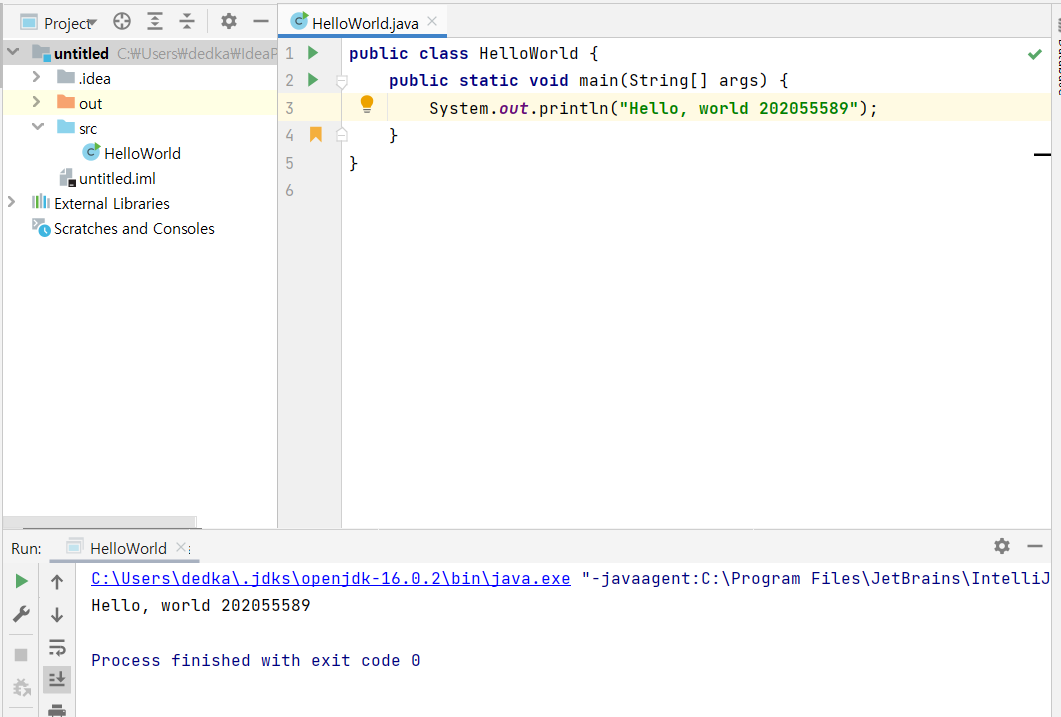 Project
HelloWorld.java
untitled C:₩Users₩dedka₩IdeaP
.idea
out
src
HelloWorld
untitled.iml
External Libraries
Scratches and Consoles
1 public class HelloWorld {
2 public static void main(String[] args) {
3 System.out.println("Hello, world 202055589");
4 }
5 }
6
Run: HelloWorld
C:\Users\dedka\.jdks\openjdk-16.0.2\bin\java.exe "-javaagent:C:\Program Files\JetBrains\IntelliJ
Hello, world 202055589
Process finished with exit code 0